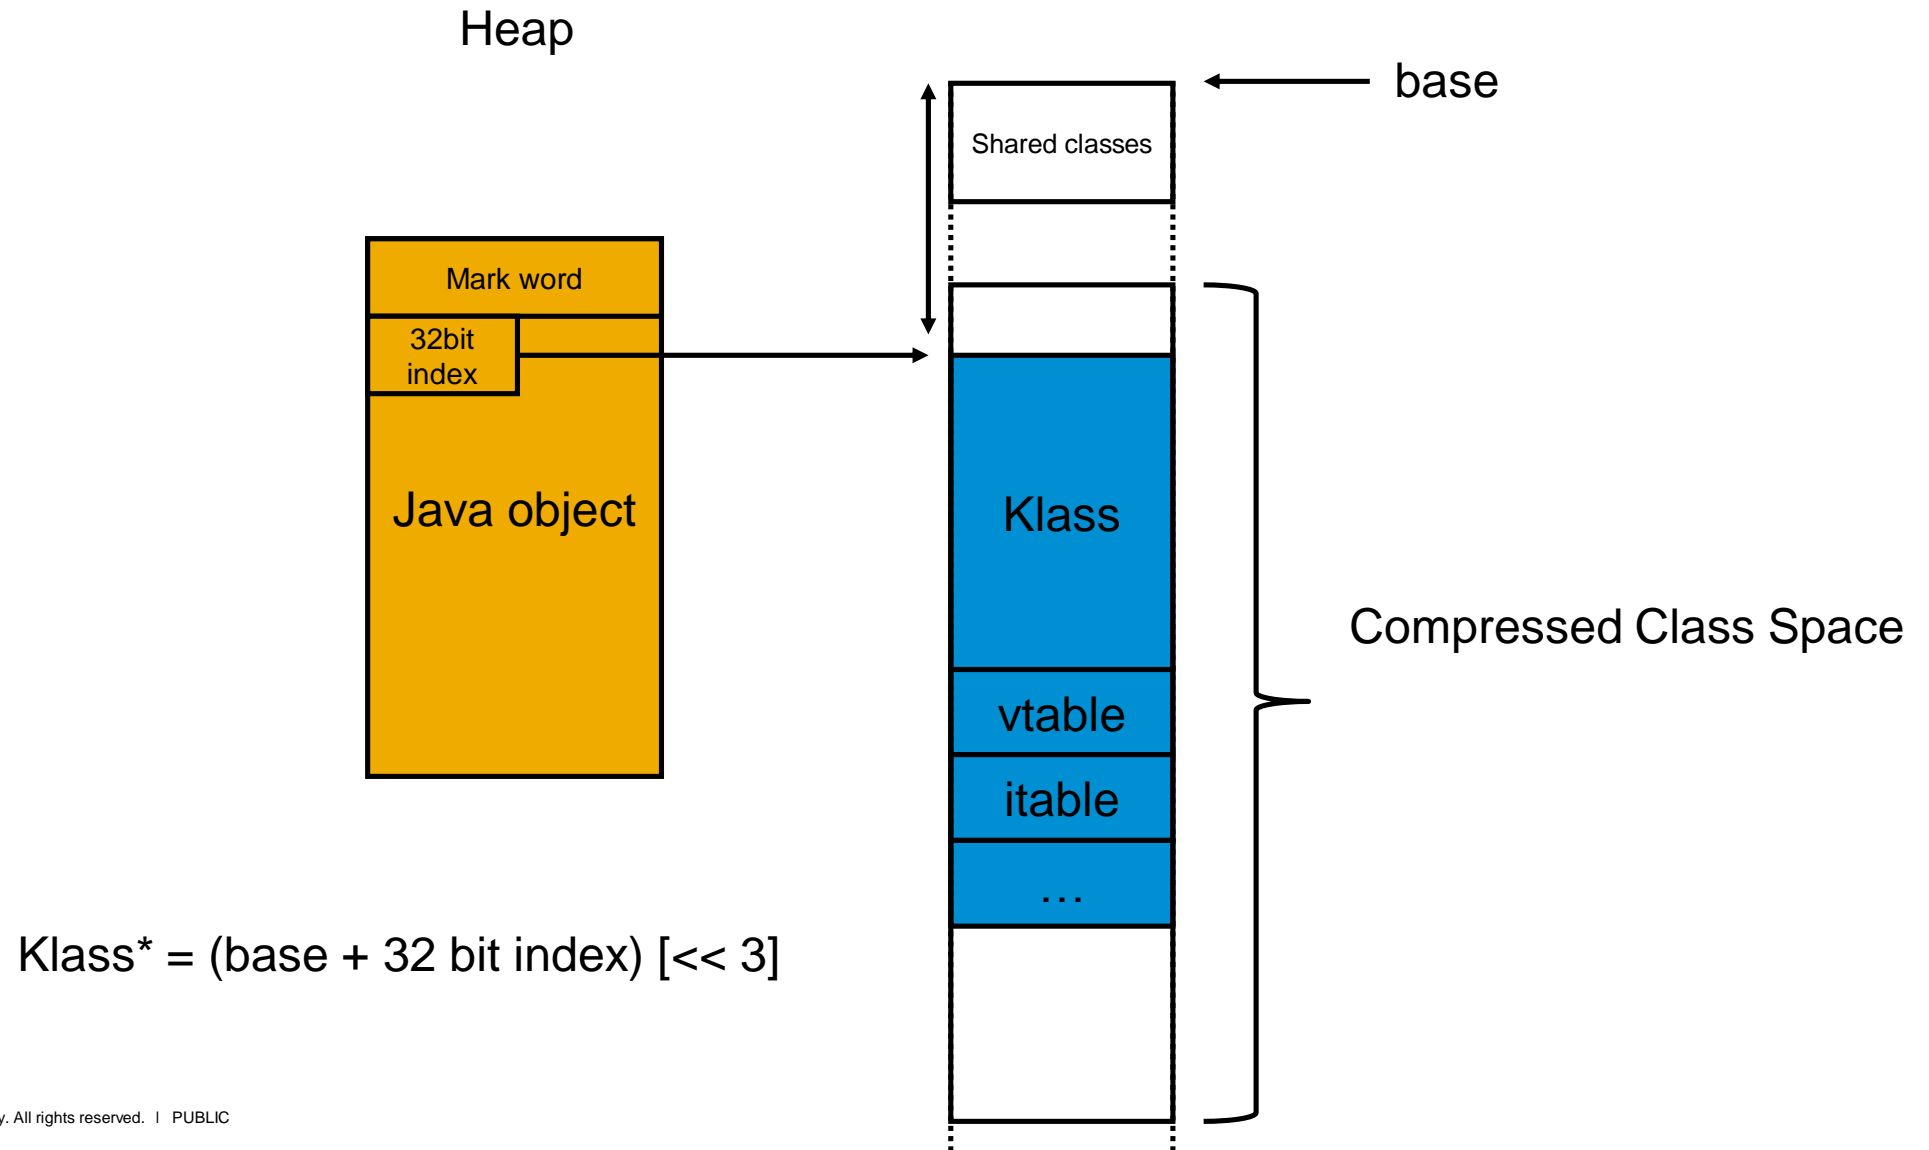 Heap
base
Shared classes
Mark word
32bit
index
Java object
Klass
Compressed Class Space
vtable
itable
…
Klass* = (base + 32 bit index) [<< 3]
y. All rights reserved. | PUBLIC